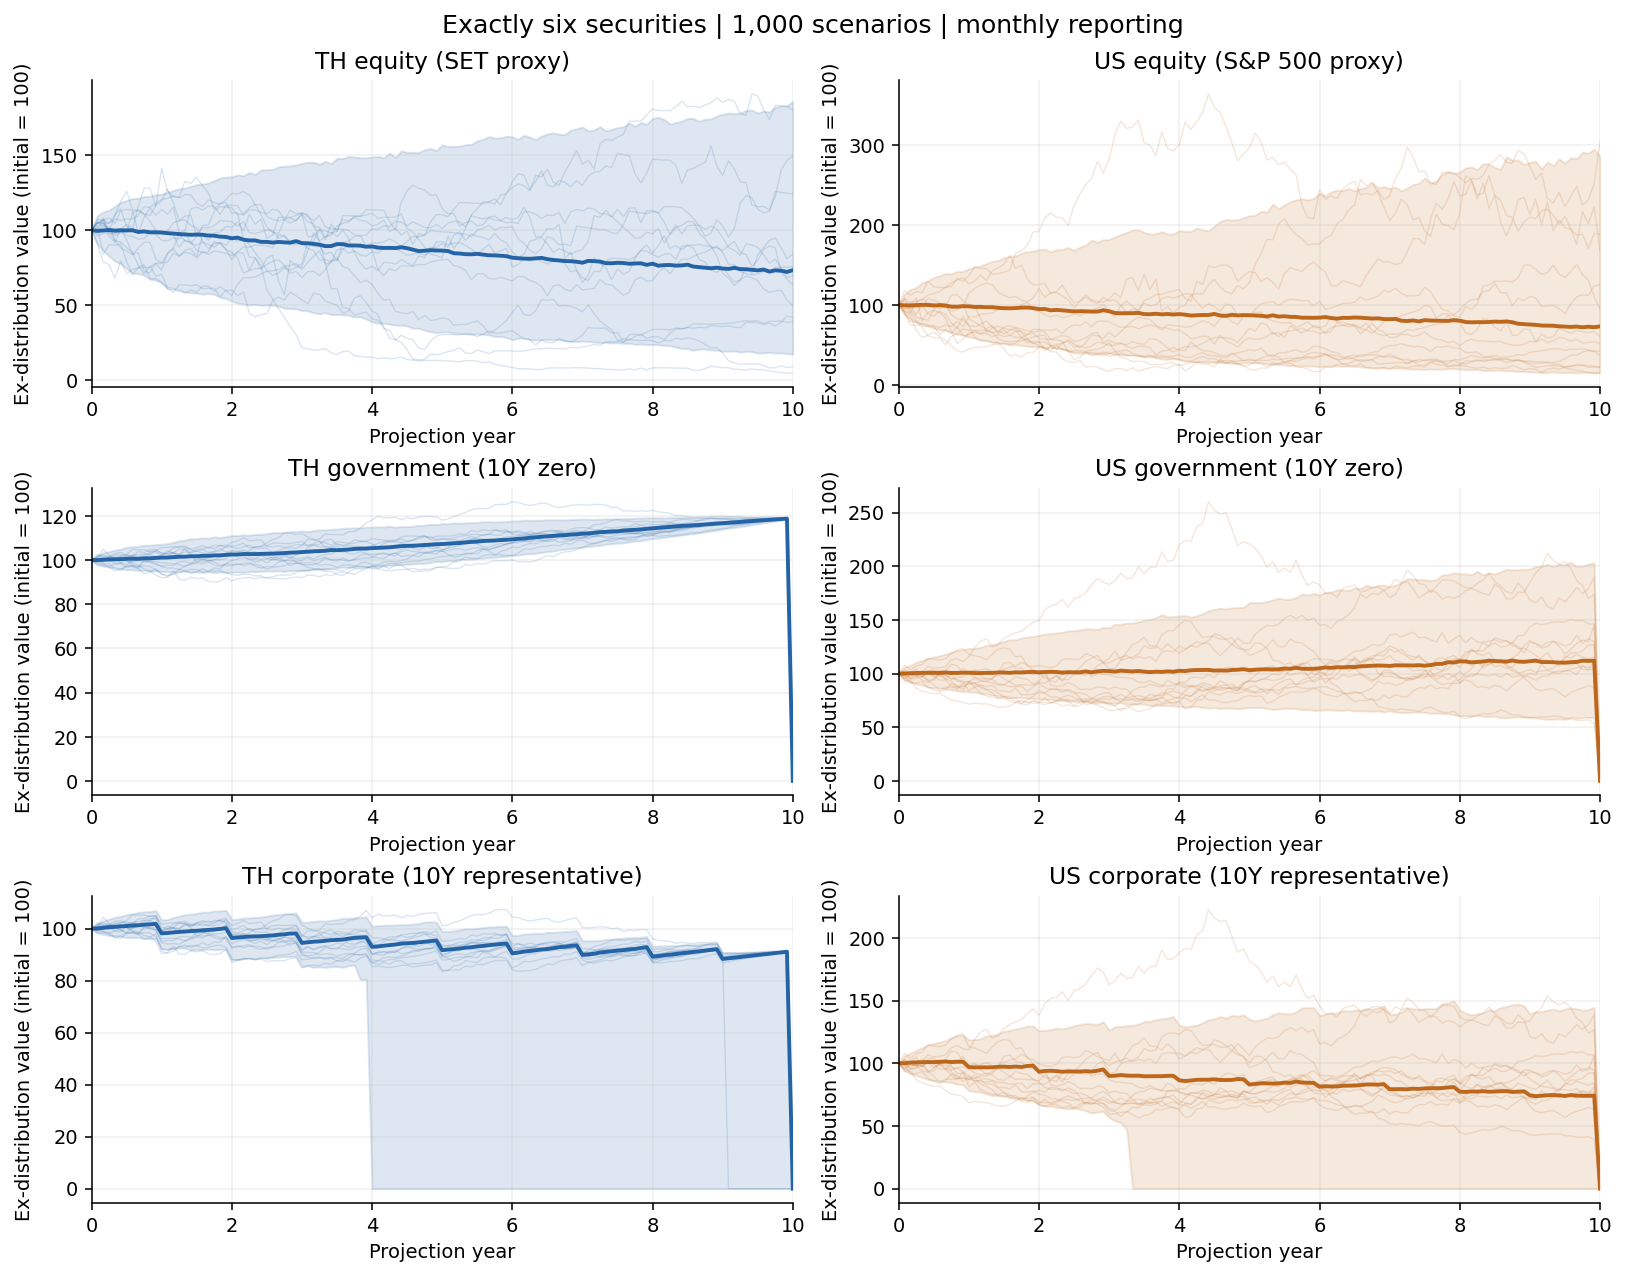 Exactly six securities | 1,000 scenarios | monthly reporting
TH equity (SET proxy)
Ex-distribution value (initial = 100)
150
100
50
0
0 2 4 6 8 10
Projection year
US equity (S&P 500 proxy)
Ex-distribution value (initial = 100)
300
200
100
0
0 2 4 6 8 10
Projection year
TH government (10Y zero)
Ex-distribution value (initial = 100)
120
100
80
60
40
20
0
0 2 4 6 8 10
Projection year
US government (10Y zero)
Ex-distribution value (initial = 100)
250
200
150
100
50
0
0 2 4 6 8 10
Projection year
TH corporate (10Y representative)
Ex-distribution value (initial = 100)
100
80
60
40
20
0
0 2 4 6 8 10
Projection year
US corporate (10Y representative)
Ex-distribution value (initial = 100)
200
150
100
50
0
0 2 4 6 8 10
Projection year